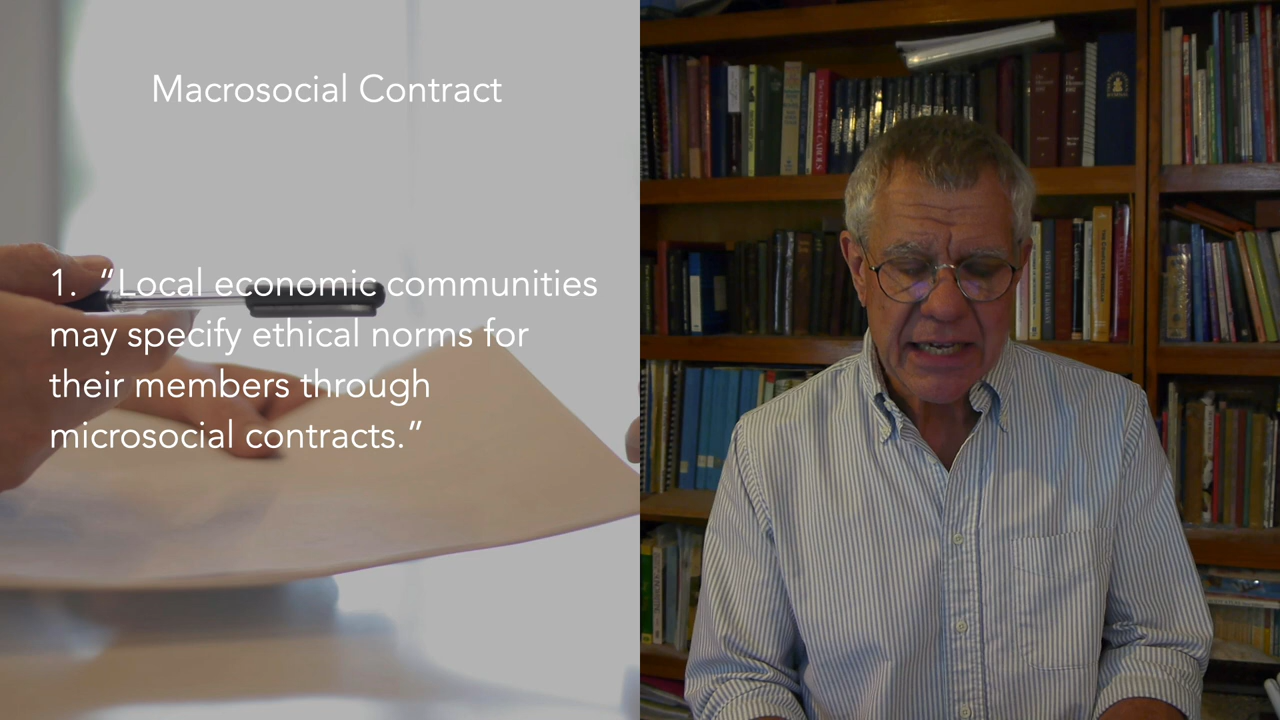 Macrosocial Contract
1. “Local economic communities
may specify ethical norms for
their members through
microsocial contracts.”